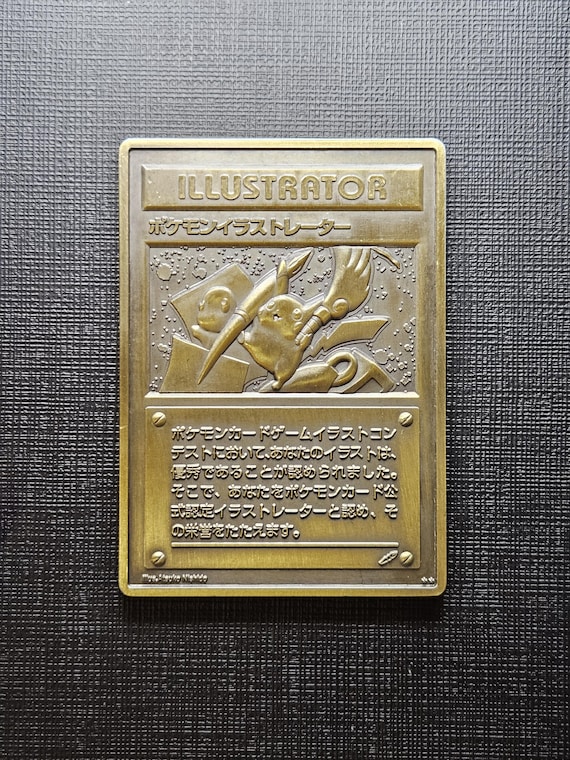 ILLUSTRATOR
ポケモンイラストレーター
ポケモンカードゲームイラストコン
テストにおいて、あなたのイラストは、
優秀であることが認められました。
そこで、あなたをポケモンカード公
式認定イラストレーターと認め、そ
の栄誉をたたえます。
Illus. Atsuko Nishida